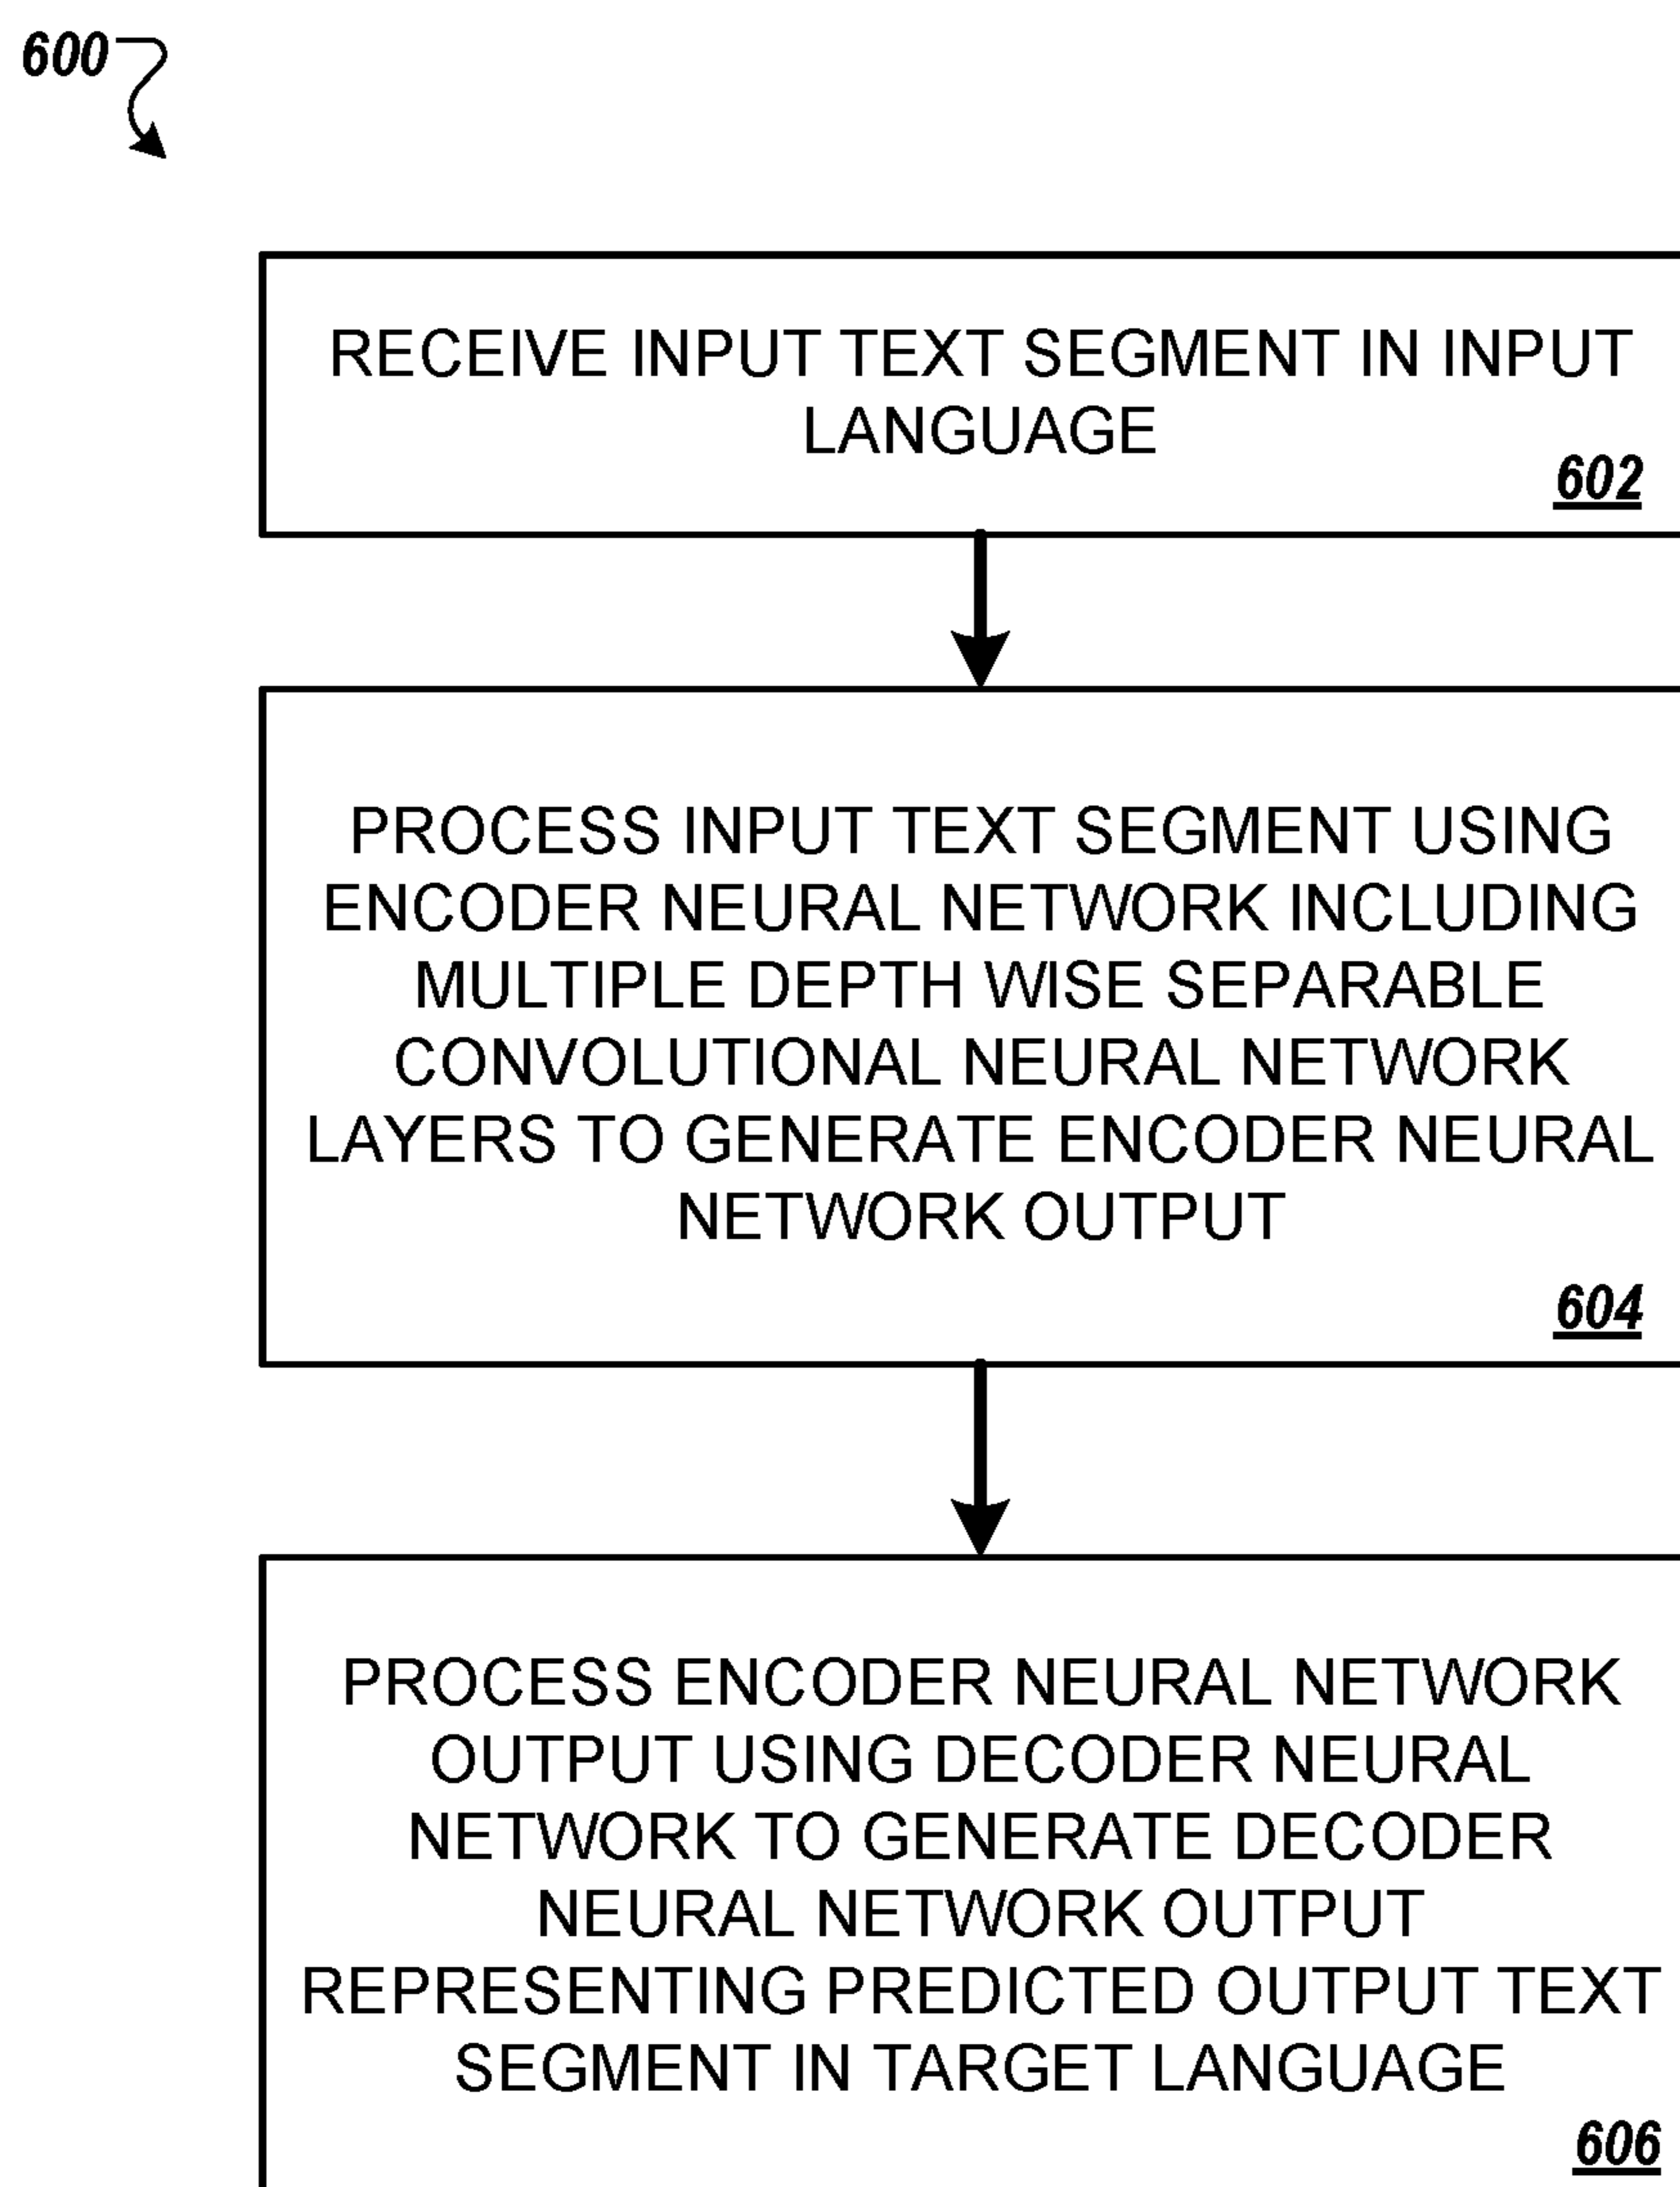 600
RECEIVE INPUT TEXT SEGMENT IN INPUT
LANGUAGE
602
PROCESS INPUT TEXT SEGMENT USING
ENCODER NEURAL NETWORK INCLUDING
MULTIPLE DEPTH WISE SEPARABLE
CONVOLUTIONAL NEURAL NETWORK
LAYERS TO GENERATE ENCODER NEURAL
NETWORK OUTPUT
604
PROCESS ENCODER NEURAL NETWORK
OUTPUT USING DECODER NEURAL
NETWORK TO GENERATE DECODER
NEURAL NETWORK OUTPUT
REPRESENTING PREDICTED OUTPUT TEXT
SEGMENT IN TARGET LANGUAGE
606